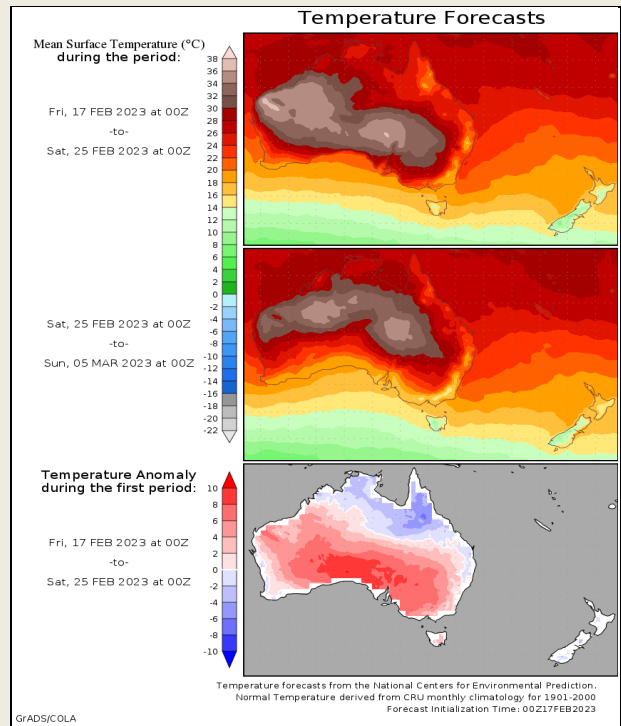 Temperature Forecasts
Mean Surface Temperature (°C)
during the period:
Fri, 17 FEB 2023 at 00Z
-to-
Sat, 25 FEB 2023 at 00Z
38
36
34
32
30
28
26
24
22
20
18
16
14
12
10
8
6
4
2
0
-2
-4
-6
-8
-10
-12
-14
-16
-18
-20
-22
Sat, 25 FEB 2023 at 00Z
-to-
Sun, 05 MAR 2023 at 00Z
Temperature Anomaly
during the first period:
Fri, 17 FEB 2023 at 00Z
-to-
Sat, 25 FEB 2023 at 00Z
10
8
6
4
2
0
-2
-4
-6
-8
-10
Temperature forecasts from the National Centers for Environmental Prediction.
Normal Temperature derived from CRU monthly climatology for 1901-2000
Forecast Initialization Time: 00Z17FEB2023
GrADS/COLA